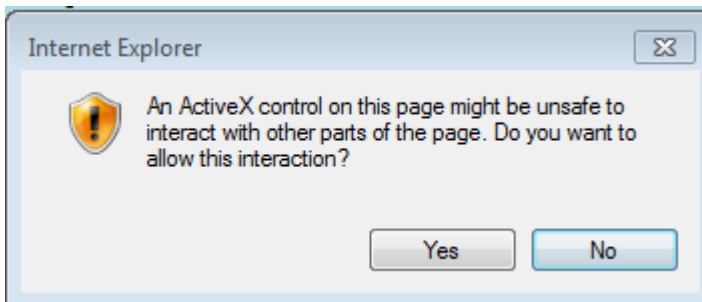 Internet Explorer
An ActiveX control on this page might be unsafe to
interact with other parts of the page. Do you want to
allow this interaction?
Yes
No